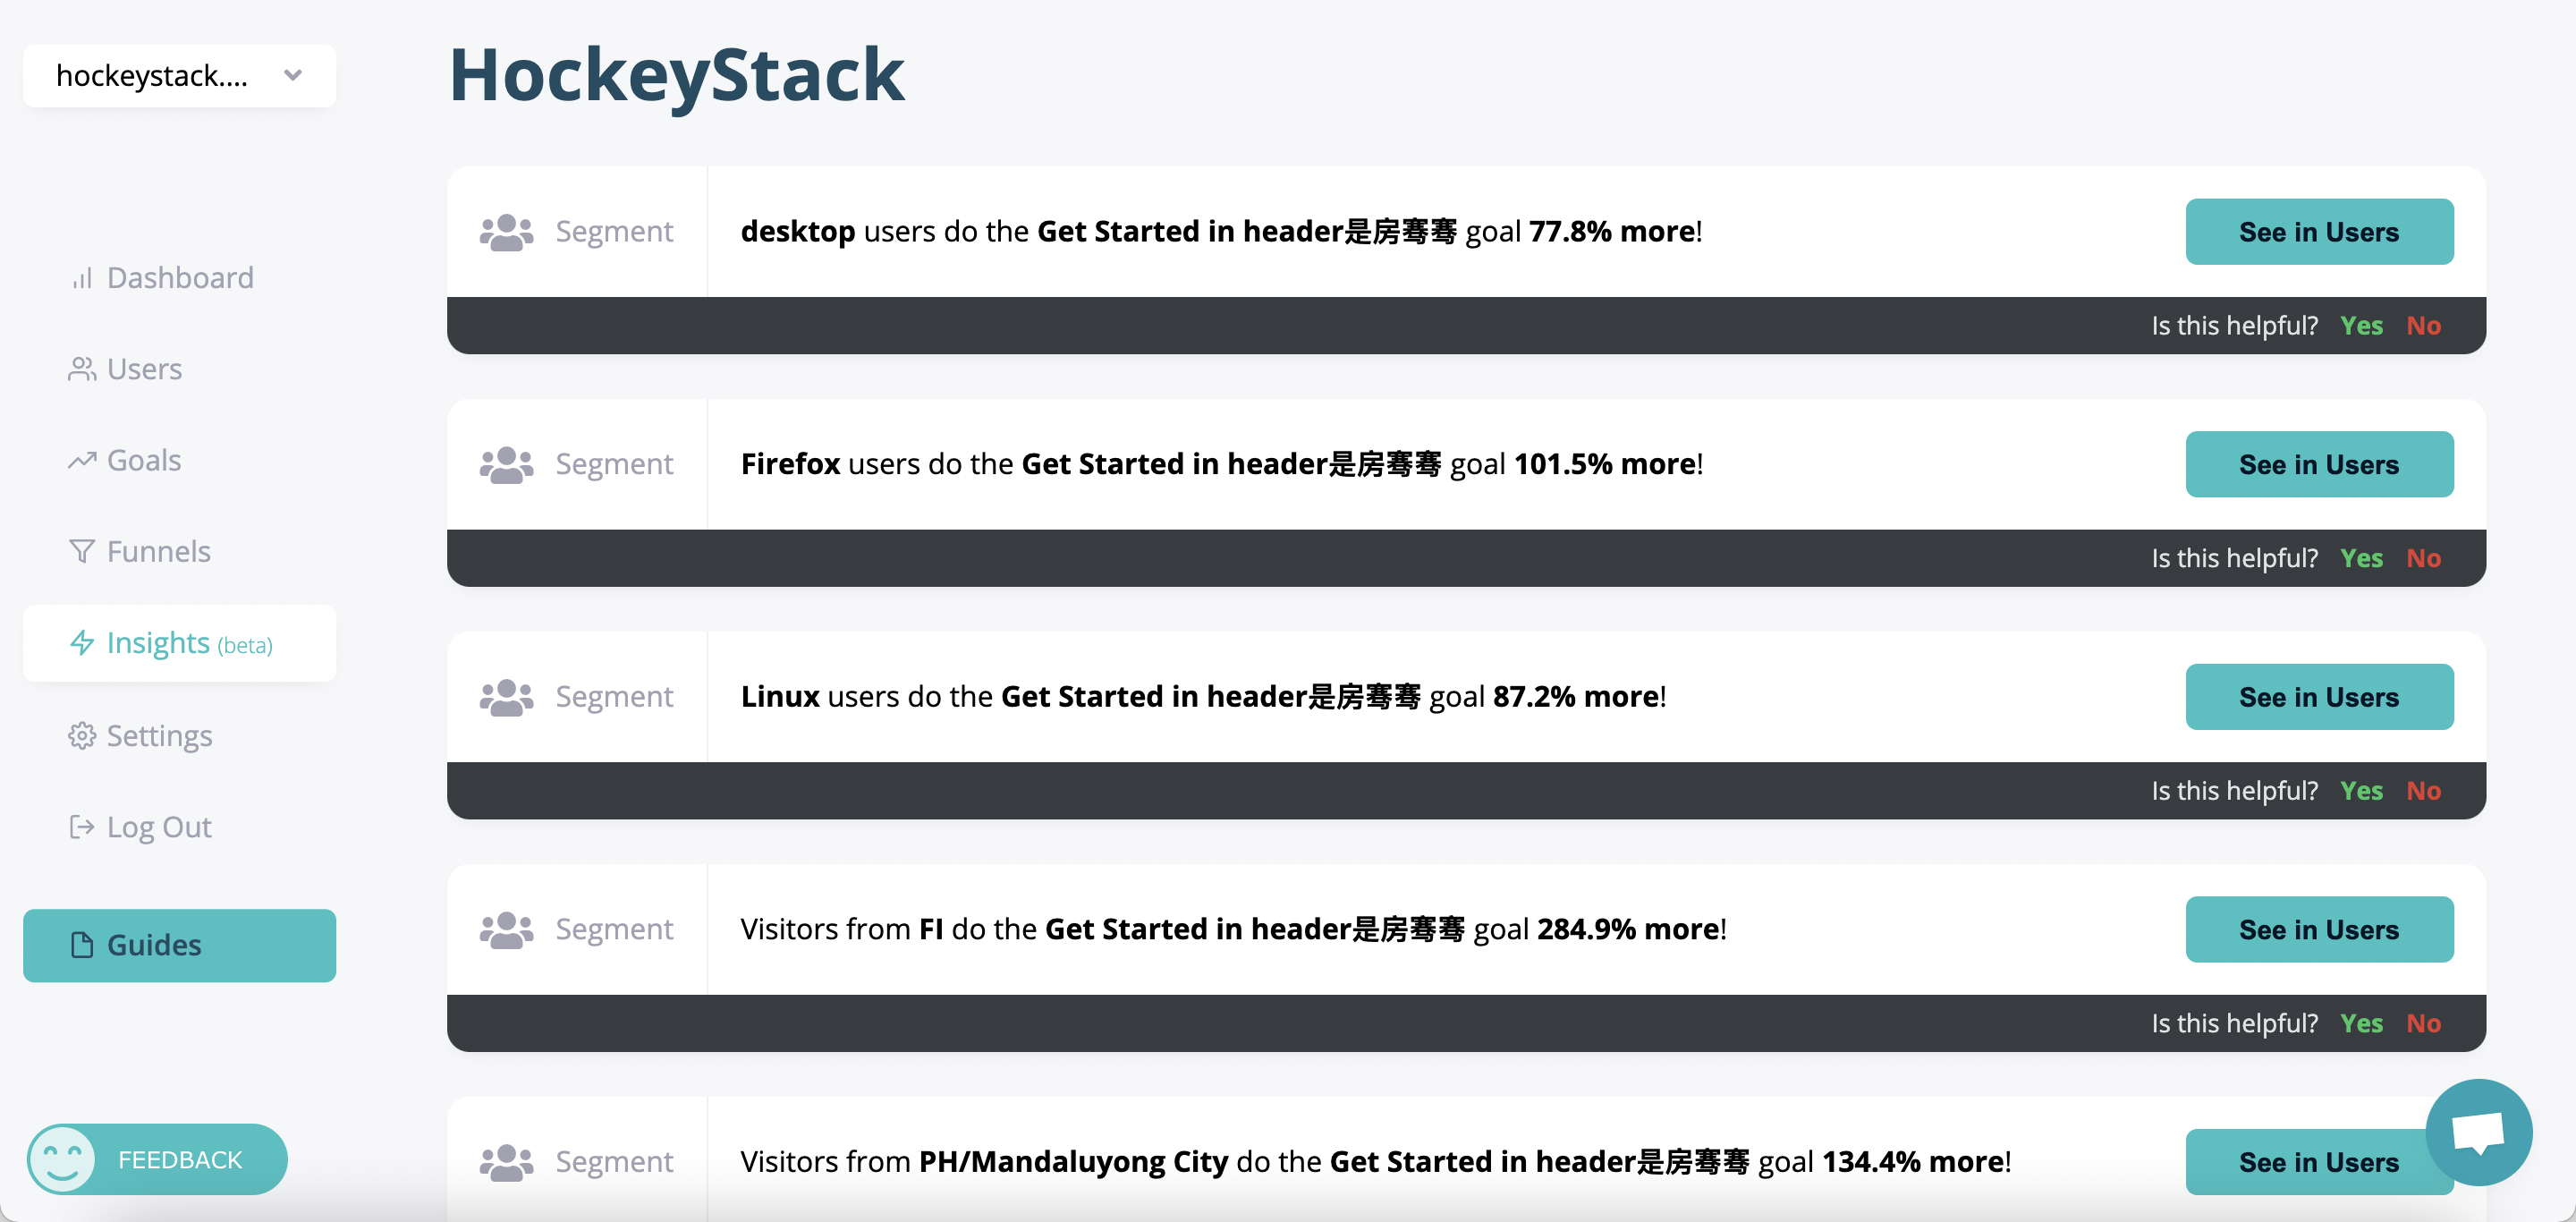 hockeystack....
HockeyStack
Dashboard
Users
Goals
Funnels
Insights (beta)
Settings
Log Out
Guides
FEEDBACK
Segment
desktop users do the Get Started in header是房骞骞 goal 77.8% more!
See in Users
Is this helpful? Yes No
Segment
Firefox users do the Get Started in header是房骞骞 goal 101.5% more!
See in Users
Is this helpful? Yes No
Segment
Linux users do the Get Started in header是房骞骞 goal 87.2% more!
See in Users
Is this helpful? Yes No
Segment
Visitors from FI do the Get Started in header是房骞骞 goal 284.9% more!
See in Users
Is this helpful? Yes No
Segment
Visitors from PH/Mandaluyong City do the Get Started in header是房骞骞 goal 134.4% more!
See in Users